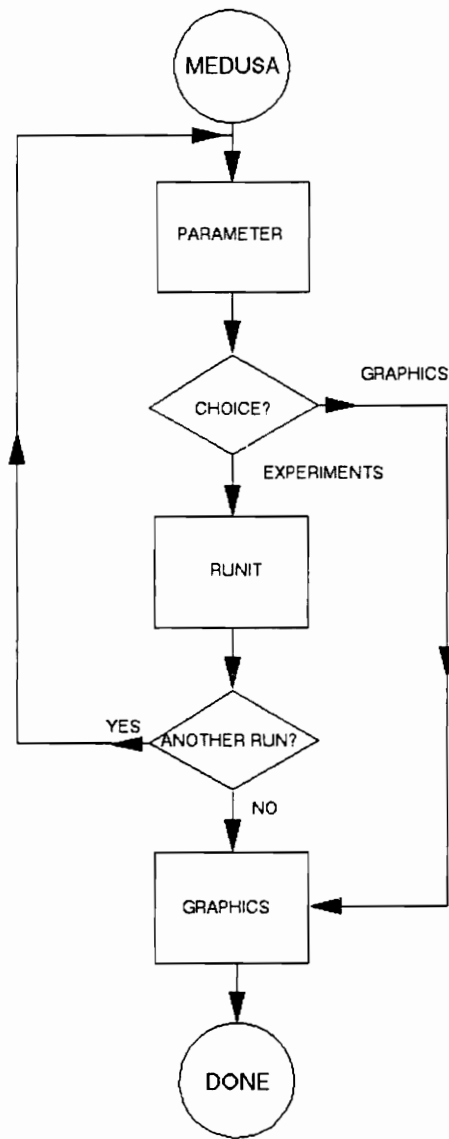 MEDUSA
PARAMETER
GRAPHICS
CHOICE?
EXPERIMENTS
RUNIT
YES
ANOTHER RUN?
NO
GRAPHICS
DONE